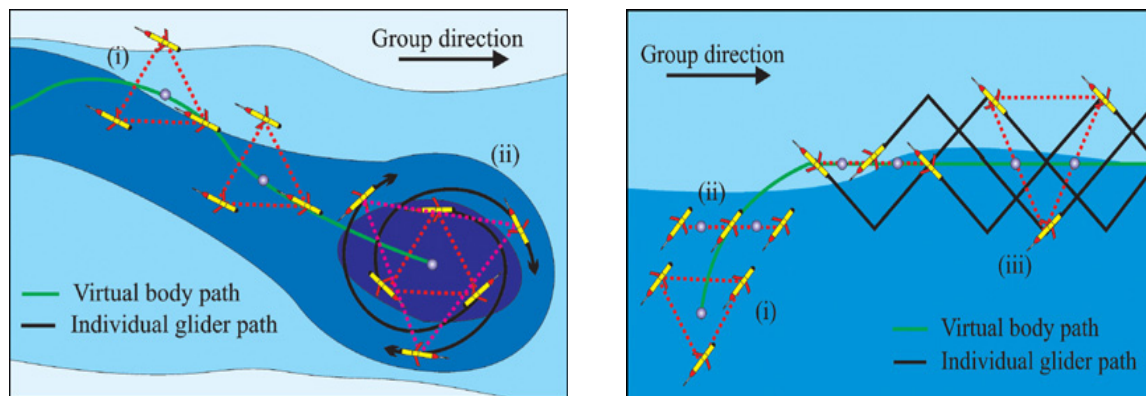 (i)
Group direction
(ii)
Virtual body path
Individual glider path
Group direction
(ii)
(iii)
(i)
Virtual body path
Individual glider path